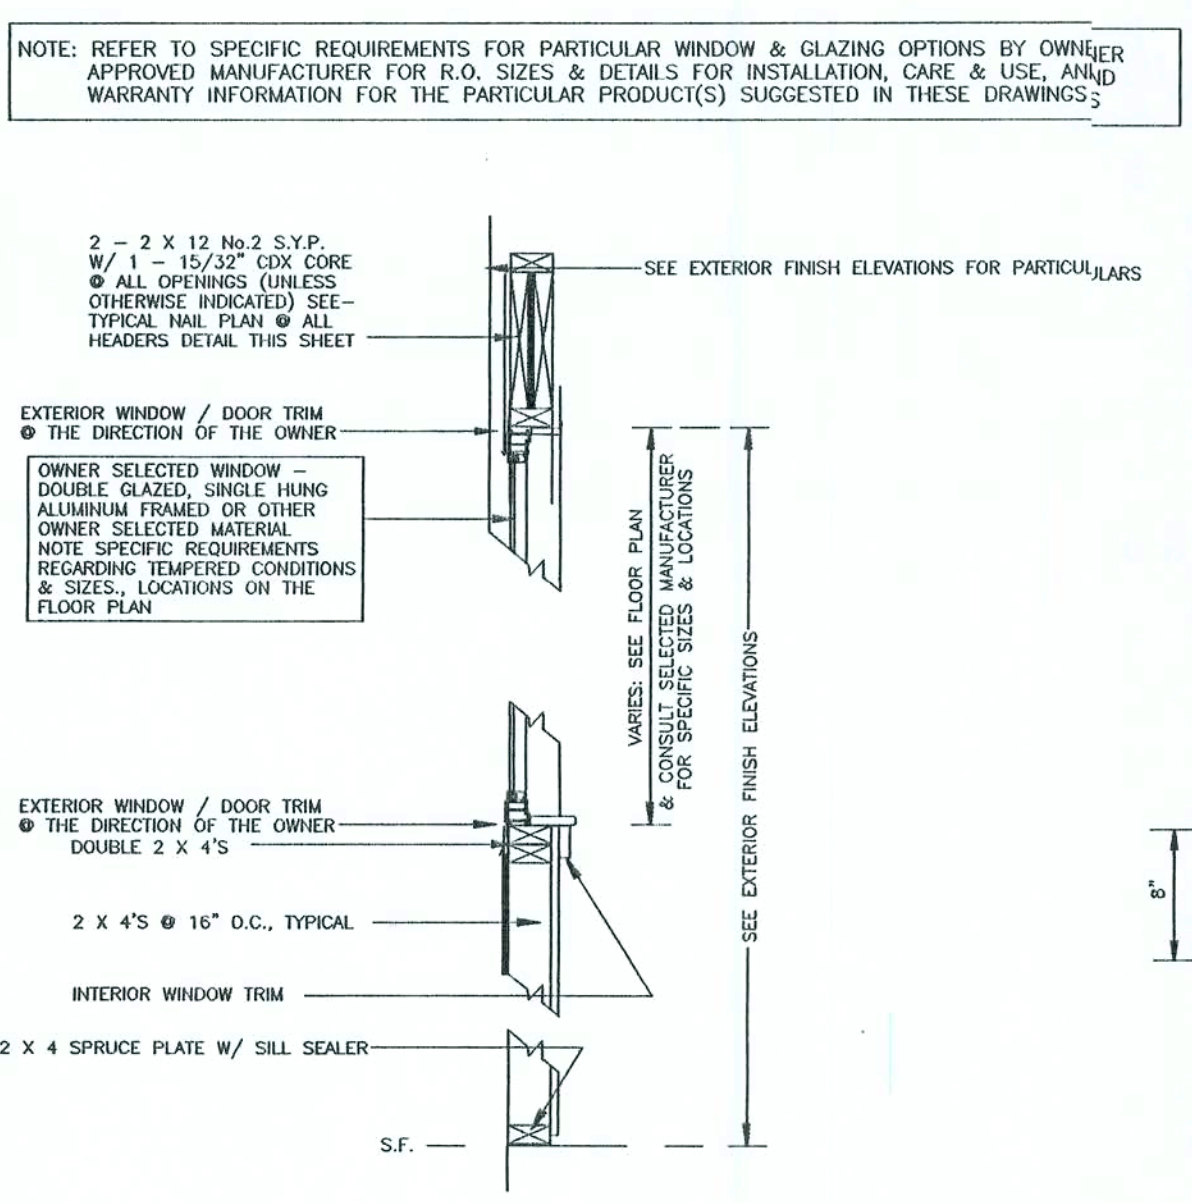 NOTE: REFER TO SPECIFIC REQUIREMENTS FOR PARTICULAR WINDOW & GLAZING OPTIONS BY OWNER
APPROVED MANUFACTURER FOR R.O. SIZES & DETAILS FOR INSTALLATION, CARE & USE, AND
WARRANTY INFORMATION FOR THE PARTICULAR PRODUCT(S) SUGGESTED IN THESE DRAWINGS
2 - 2 X 12 No.2 S.Y.P.
W/ 1 - 15/32" CDX CORE
@ ALL OPENINGS (UNLESS
OTHERWISE INDICATED) SEE-
TYPICAL NAIL PLAN @ ALL
HEADERS DETAIL THIS SHEET
SEE EXTERIOR FINISH ELEVATIONS FOR PARTICULARS
EXTERIOR WINDOW / DOOR TRIM
@ THE DIRECTION OF THE OWNER
OWNER SELECTED WINDOW -
DOUBLE GLAZED, SINGLE HUNG
ALUMINUM FRAMED OR OTHER
OWNER SELECTED MATERIAL
NOTE SPECIFIC REQUIREMENTS
REGARDING TEMPERED CONDITIONS
& SIZES., LOCATIONS ON THE
FLOOR PLAN
VARIES: SEE FLOOR PLAN
& CONSULT SELECTED MANUFACTURER
FOR SPECIFIC SIZES & LOCATIONS
SEE EXTERIOR FINISH ELEVATIONS
EXTERIOR WINDOW / DOOR TRIM
@ THE DIRECTION OF THE OWNER
DOUBLE 2 X 4'S
8"
2 X 4'S @ 16" O.C., TYPICAL
INTERIOR WINDOW TRIM
2 X 4 SPRUCE PLATE W/ SILL SEALER
S.F.